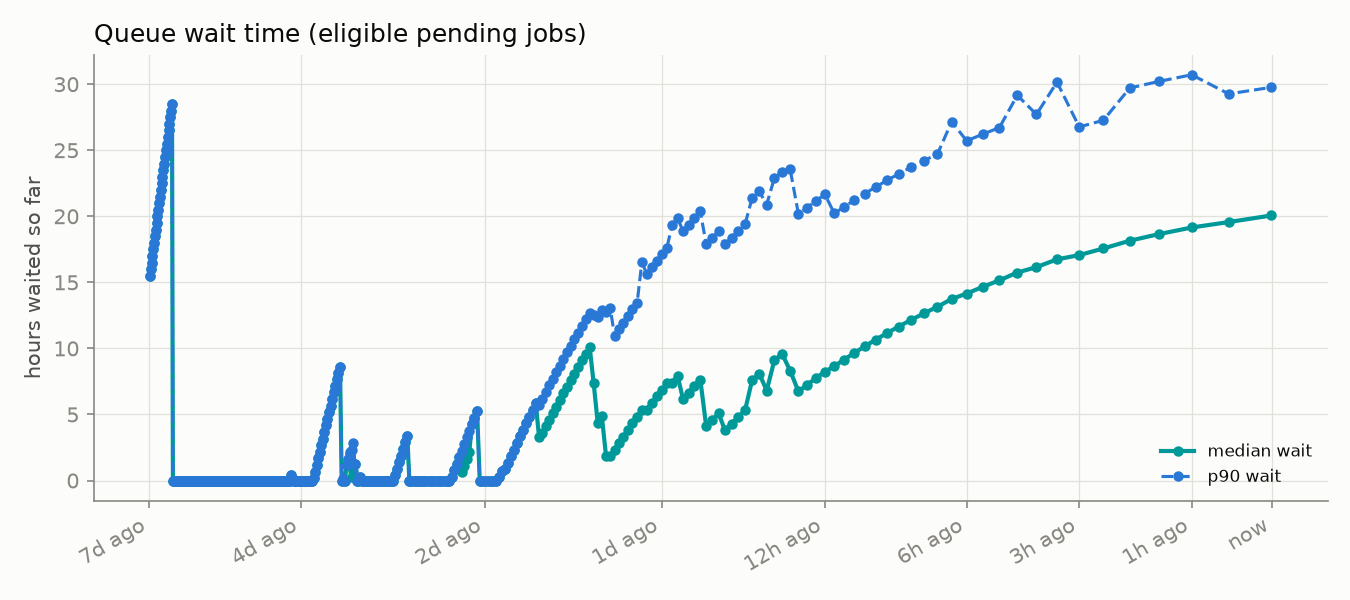 Queue wait time (eligible pending jobs)
hours waited so far
30
25
20
15
10
5
0
median wait
p90 wait
7d ago
4d ago
2d ago
1d ago
12h ago
6h ago
3h ago
1h ago
now